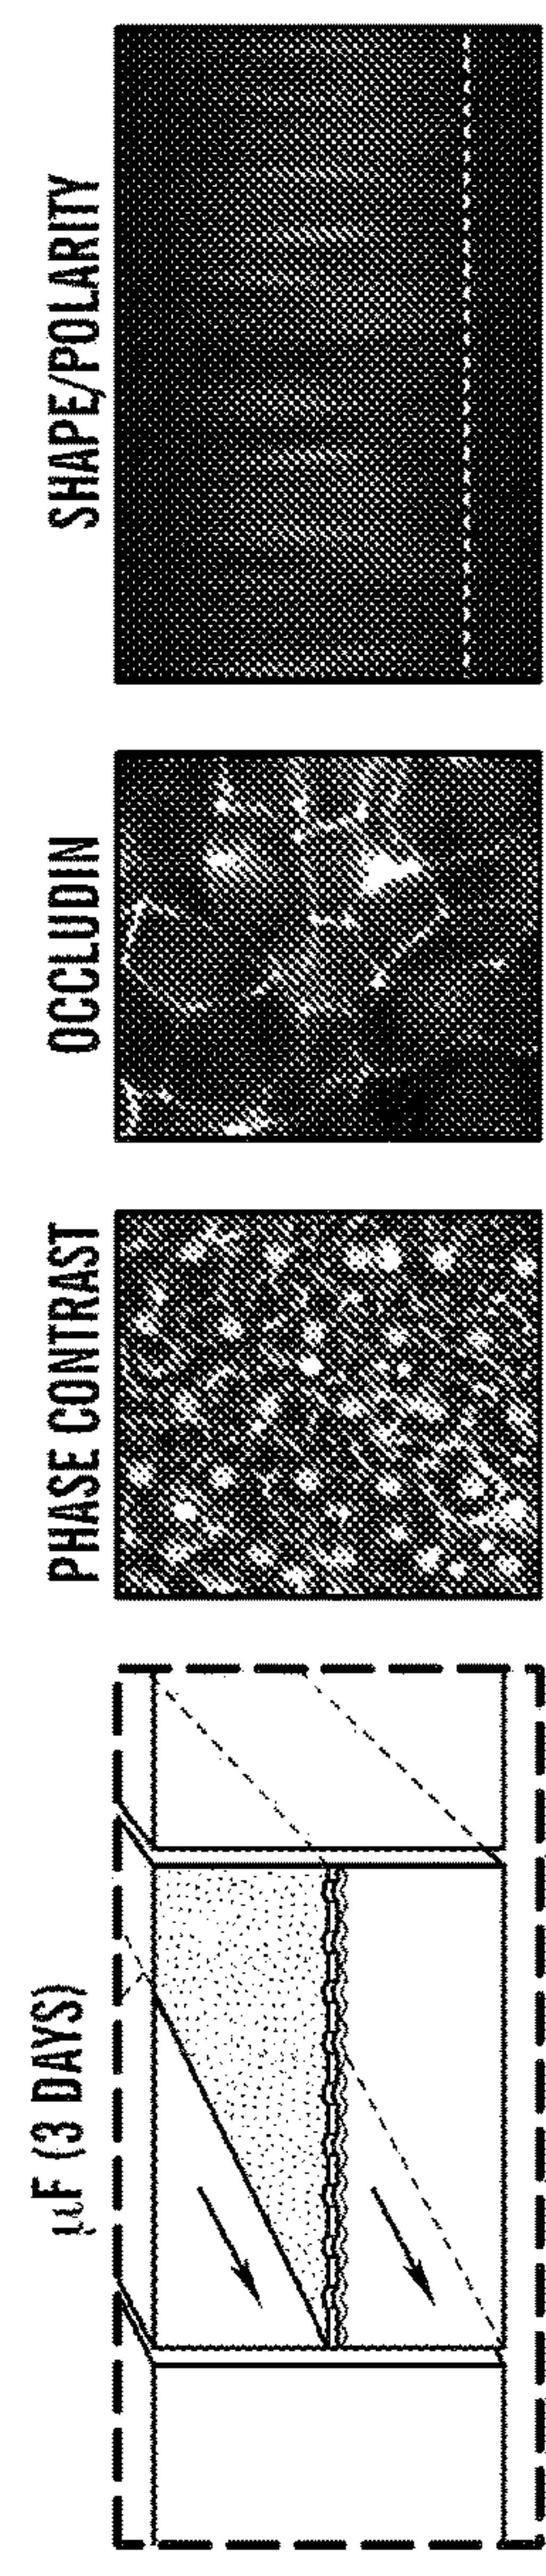 µF (3 DAYS)
PHASE CONTRAST
OCCLUDIN
SHAPE/POLARITY